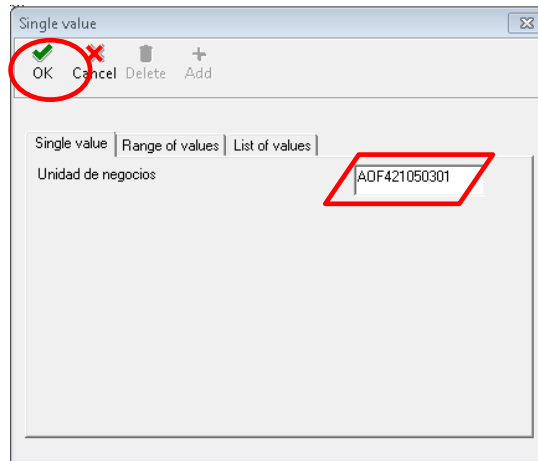 Single value
OK Cancel Delete Add
Single value Range of values List of values
Unidad de negocios AOF421050301